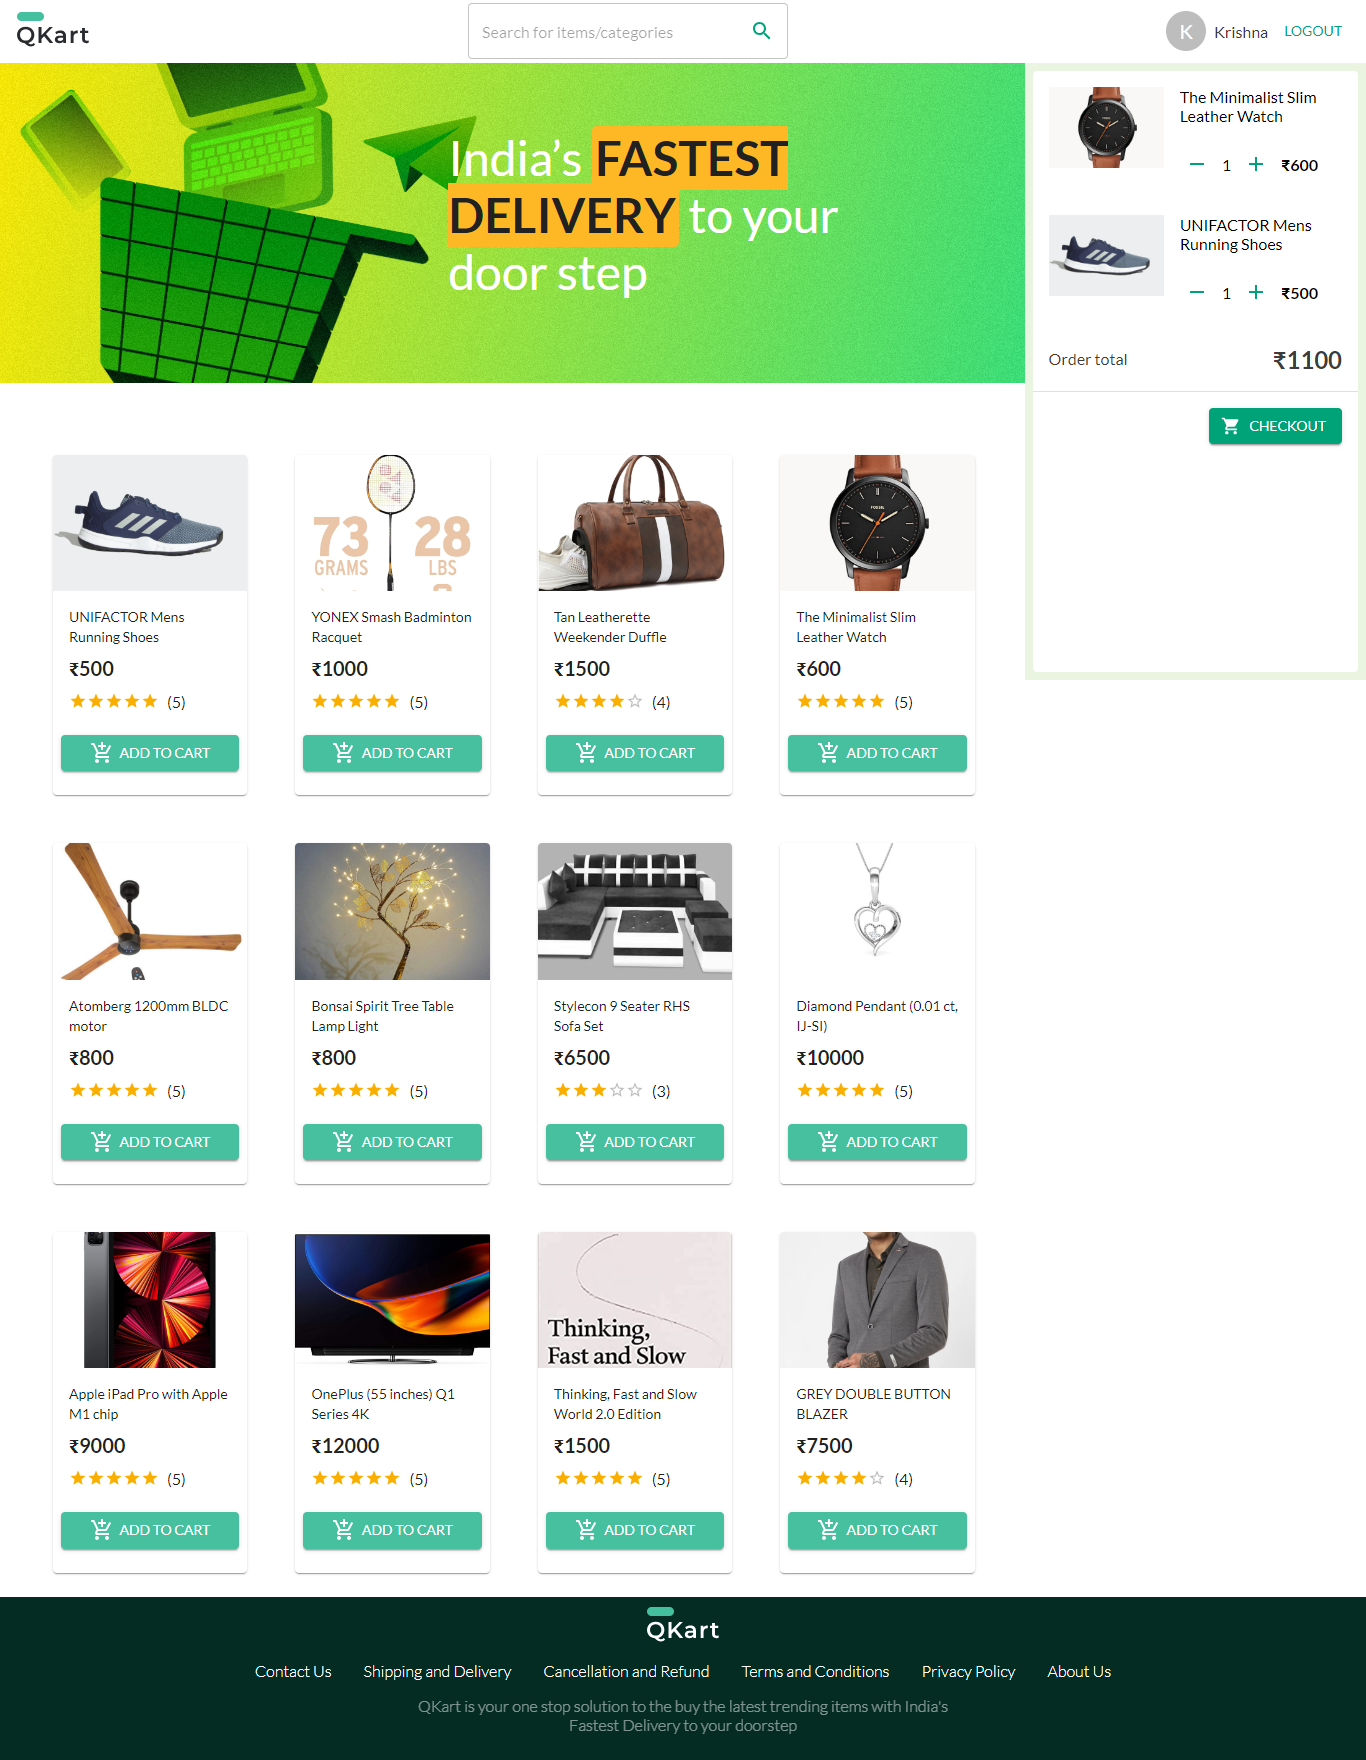 QKart
Search for items/categories
K
Krishna
LOGOUT
India's FASTEST
DELIVERY to your
door step
The Minimalist Slim
Leather Watch
1
₹600
UNIFACTOR Mens
Running Shoes
1
₹500
Order total
₹1100
CHECKOUT
UNIFACTOR Mens
Running Shoes
₹500
(5)
ADD TO CART
73
GRAMS
28
LBS
YONEX Smash Badminton
Racquet
₹1000
(5)
ADD TO CART
Tan Leatherette
Weekender Duffle
₹1500
(4)
ADD TO CART
FOSSIL
The Minimalist Slim
Leather Watch
₹600
(5)
ADD TO CART
Atomberg 1200mm BLDC
motor
₹800
(5)
ADD TO CART
Bonsai Spirit Tree Table
Lamp Light
₹800
(5)
ADD TO CART
Stylecon 9 Seater RHS
Sofa Set
₹6500
(3)
ADD TO CART
Diamond Pendant (0.01 ct,
IJ-SI)
₹10000
(5)
ADD TO CART
Apple iPad Pro with Apple
M1 chip
₹9000
(5)
ADD TO CART
OnePlus (55 inches) Q1
Series 4K
₹12000
(5)
ADD TO CART
Thinking,
Fast and Slow
Thinking, Fast and Slow
World 2.0 Edition
₹1500
(5)
ADD TO CART
GREY DOUBLE BUTTON
BLAZER
₹7500
(4)
ADD TO CART
QKart
Contact Us
Shipping and Delivery
Cancellation and Refund
Terms and Conditions
Privacy Policy
About Us
QKart is your one stop solution to the buy the latest trending items with India's
Fastest Delivery to your doorstep